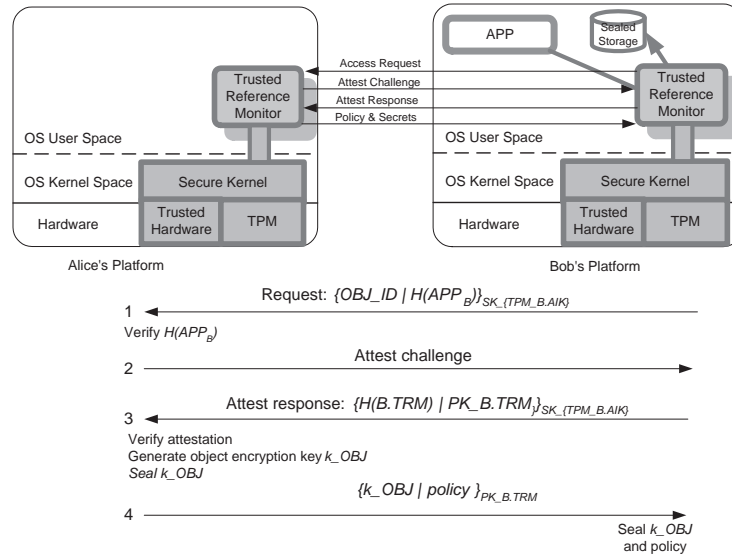 APP
Sealed
Storage
Access Request
Attest Challenge
Attest Response
Policy & Secrets
Trusted
Reference
Monitor
Trusted
Reference
Monitor
OS User Space
OS User Space
OS Kernel Space
Secure Kernel
OS Kernel Space
Secure Kernel
Hardware
Trusted
Hardware
TPM
Hardware
Trusted
Hardware
TPM
Alice's Platform
Bob's Platform
Request: {OBJ_ID | H(APP_B)}_SK_{TPM_B.AIK}
1
Verify H(APP_B)
Attest challenge
2
Attest response: {H(B.TRM) | PK_B.TRM_}}_SK_{TPM_B.AIK}
3
Verify attestation
Generate object encryption key k_OBJ
Seal k_OBJ
{k_OBJ | policy }_PK_B.TRM
4
Seal k_OBJ
and policy